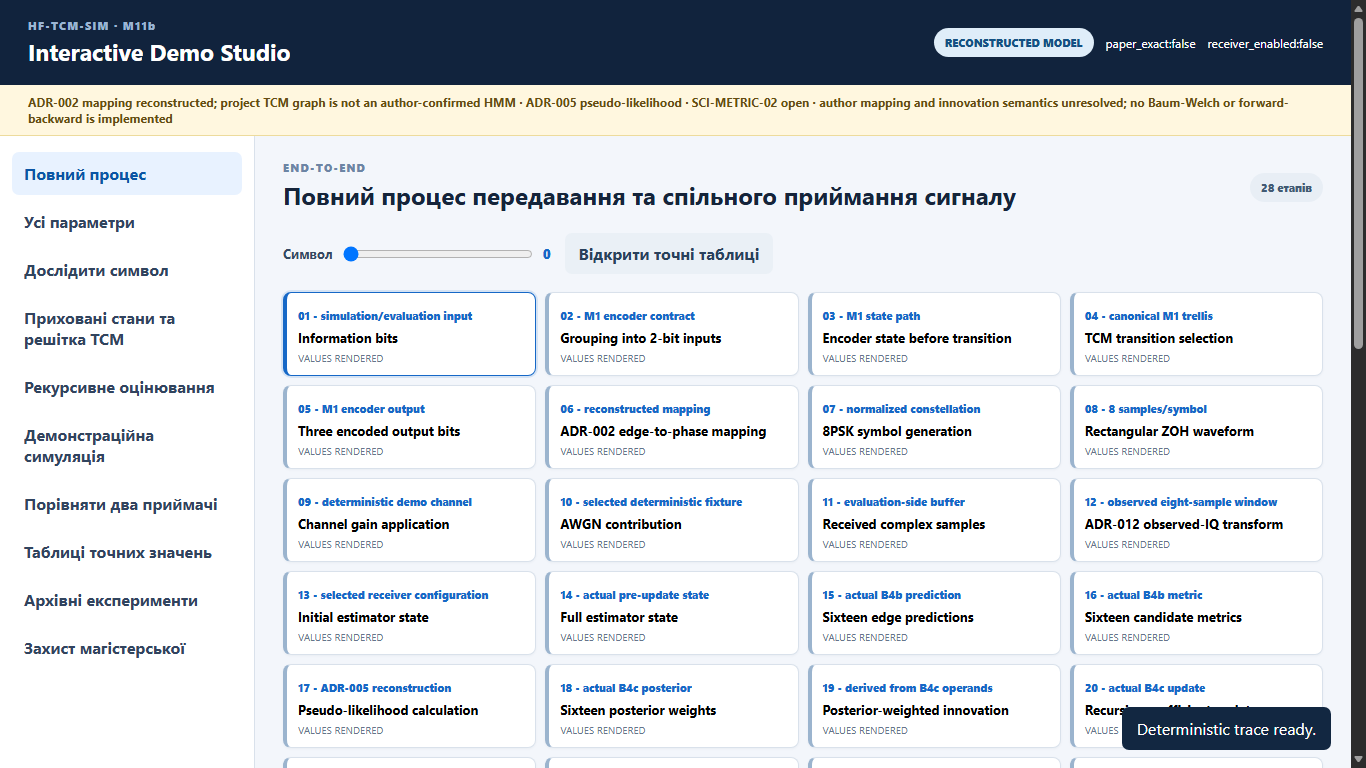 HF-TCM-SIM · M11b
Interactive Demo Studio
RECONSTRUCTED MODEL
paper_exact:false
receiver_enabled:false
ADR-002 mapping reconstructed; project TCM graph is not an author-confirmed HMM · ADR-005 pseudo-likelihood · SCI-METRIC-02 open · author mapping and innovation semantics unresolved; no Baum-Welch or forward-
backward is implemented
Повний процес
Усі параметри
Дослідити символ
Приховані стани та
решітка TCM
Рекурсивне оцінювання
Демонстраційна
симуляція
Порівняти два приймачі
Таблиці точних значень
Архівні експерименти
Захист магістерської
END-TO-END
Повний процес передавання та спільного приймання сигналу
28 етапів
Символ
0
Відкрити точні таблиці
01 - simulation/evaluation input
Information bits
VALUES RENDERED
02 - M1 encoder contract
Grouping into 2-bit inputs
VALUES RENDERED
03 - M1 state path
Encoder state before transition
VALUES RENDERED
04 - canonical M1 trellis
TCM transition selection
VALUES RENDERED
05 - M1 encoder output
Three encoded output bits
VALUES RENDERED
06 - reconstructed mapping
ADR-002 edge-to-phase mapping
VALUES RENDERED
07 - normalized constellation
8PSK symbol generation
VALUES RENDERED
08 - 8 samples/symbol
Rectangular ZOH waveform
VALUES RENDERED
09 - deterministic demo channel
Channel gain application
VALUES RENDERED
10 - selected deterministic fixture
AWGN contribution
VALUES RENDERED
11 - evaluation-side buffer
Received complex samples
VALUES RENDERED
12 - observed eight-sample window
ADR-012 observed-IQ transform
VALUES RENDERED
13 - selected receiver configuration
Initial estimator state
VALUES RENDERED
14 - actual pre-update state
Full estimator state
VALUES RENDERED
15 - actual B4b prediction
Sixteen edge predictions
VALUES RENDERED
16 - actual B4b metric
Sixteen candidate metrics
VALUES RENDERED
17 - ADR-005 reconstruction
Pseudo-likelihood calculation
VALUES RENDERED
18 - actual B4c posterior
Sixteen posterior weights
VALUES RENDERED
19 - derived from B4c operands
Posterior-weighted innovation
VALUES RENDERED
20 - actual B4c update
VALUES
Deterministic trace ready.